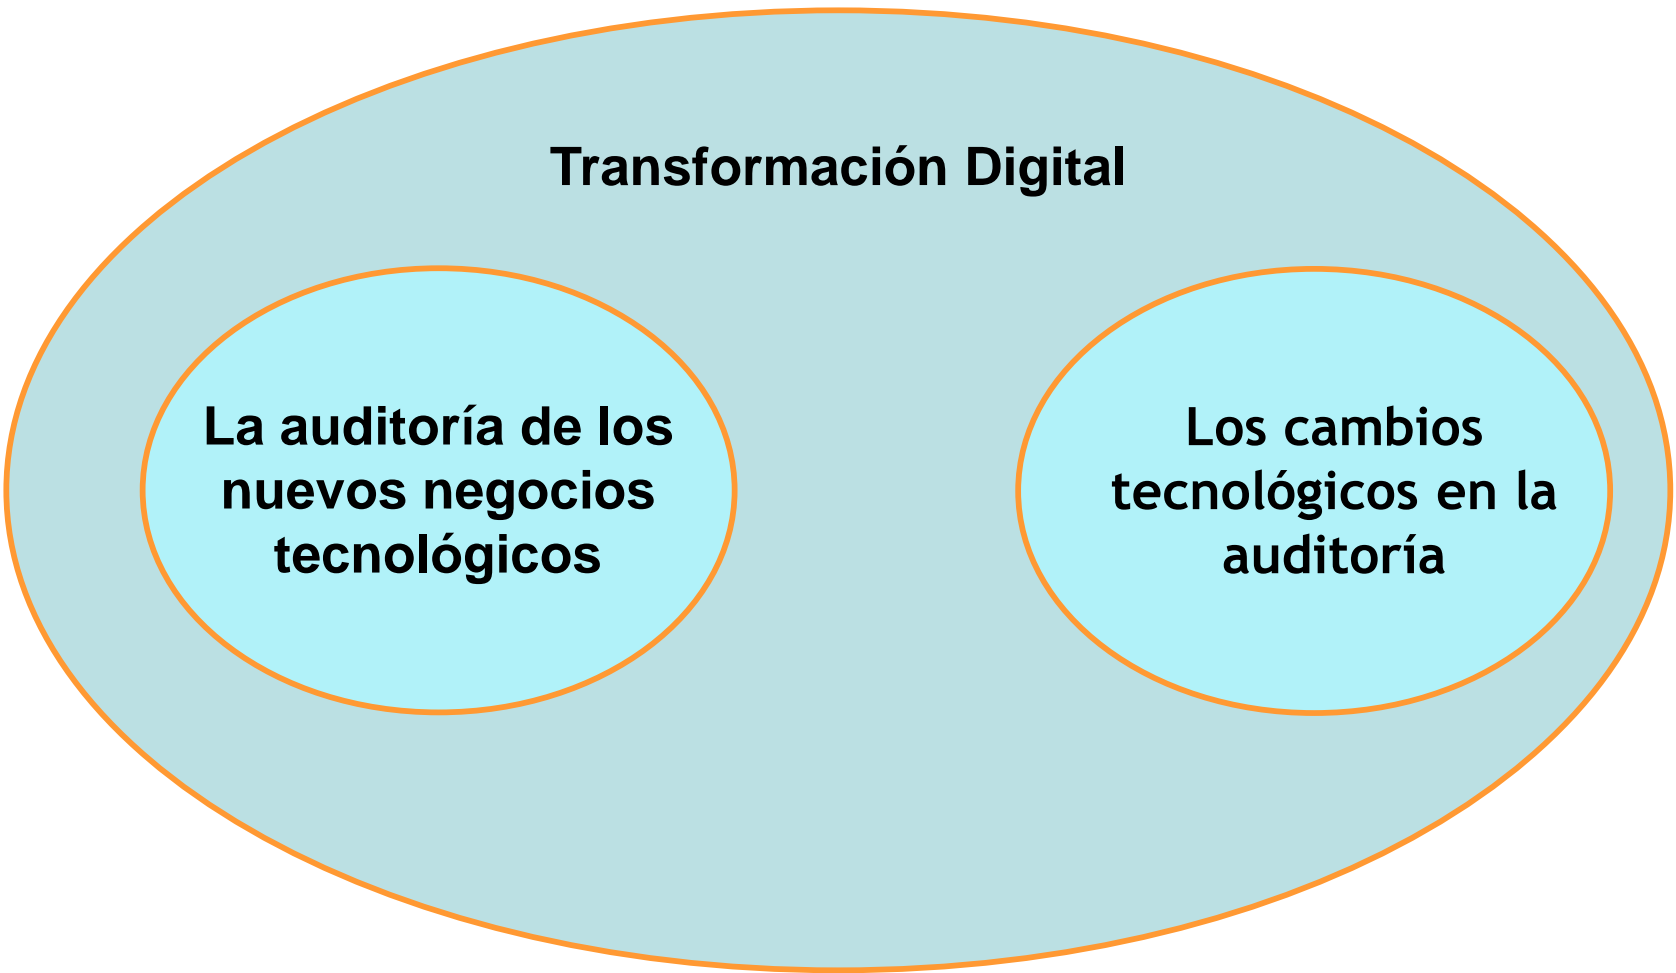 Transformación Digital
La auditoría de los
nuevos negocios
tecnológicos
Los cambios
tecnológicos en la
auditoría